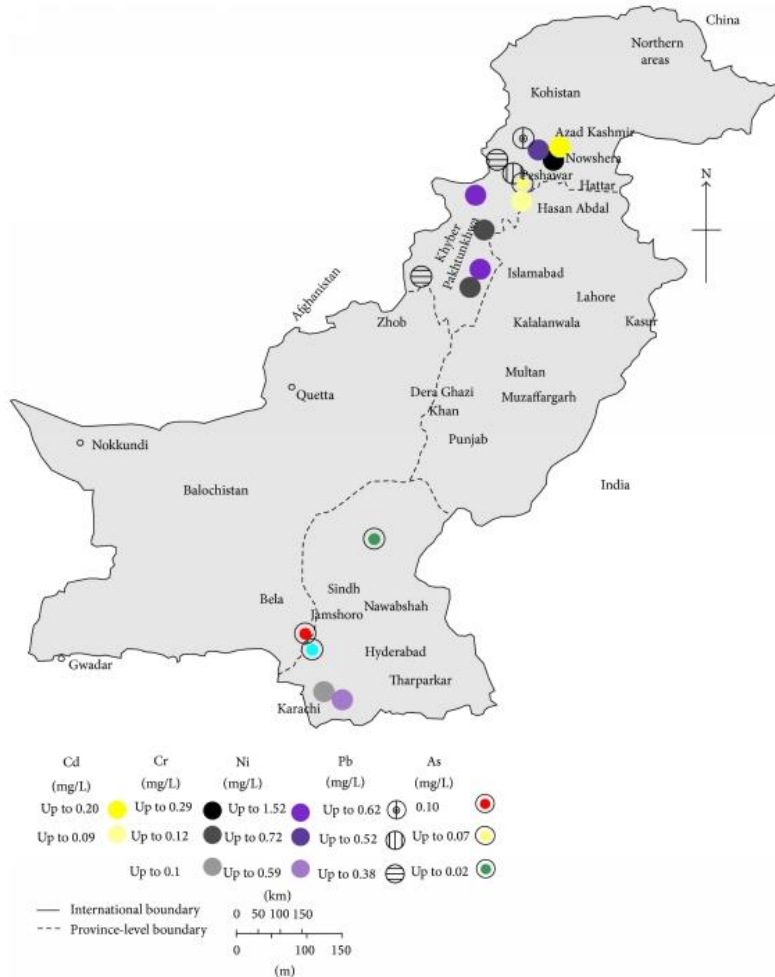 China
Northern
areas
Kohistan
Azad Kashmir
Nowshera
Peshawar
Hattar
Hasan Abdal
N
Khyber
Pakhtunkhwa
Islamabad
Afghanistan
Lahore
Zhob
Kalalanwala
Kasur
Multan
Quetta
Dera Ghazi
Khan
Muzaffargarh
Nokkundi
Punjab
India
Balochistan
Sindh
Bela
Nawabshah
Jamshoro
Hyderabad
Gwadar
Tharparkar
Karachi
Cd Cr Ni Pb As
(mg/L) (mg/L) (mg/L) (mg/L) (mg/L)
Up to 0.20 Up to 0.29 Up to 1.52 Up to 0.62 0.10
Up to 0.09 Up to 0.12 Up to 0.72 Up to 0.52 Up to 0.07
Up to 0.1 Up to 0.59 Up to 0.38 Up to 0.02
(km)
International boundary 0 50 100 150
Province-level boundary
0 100 150
(m)